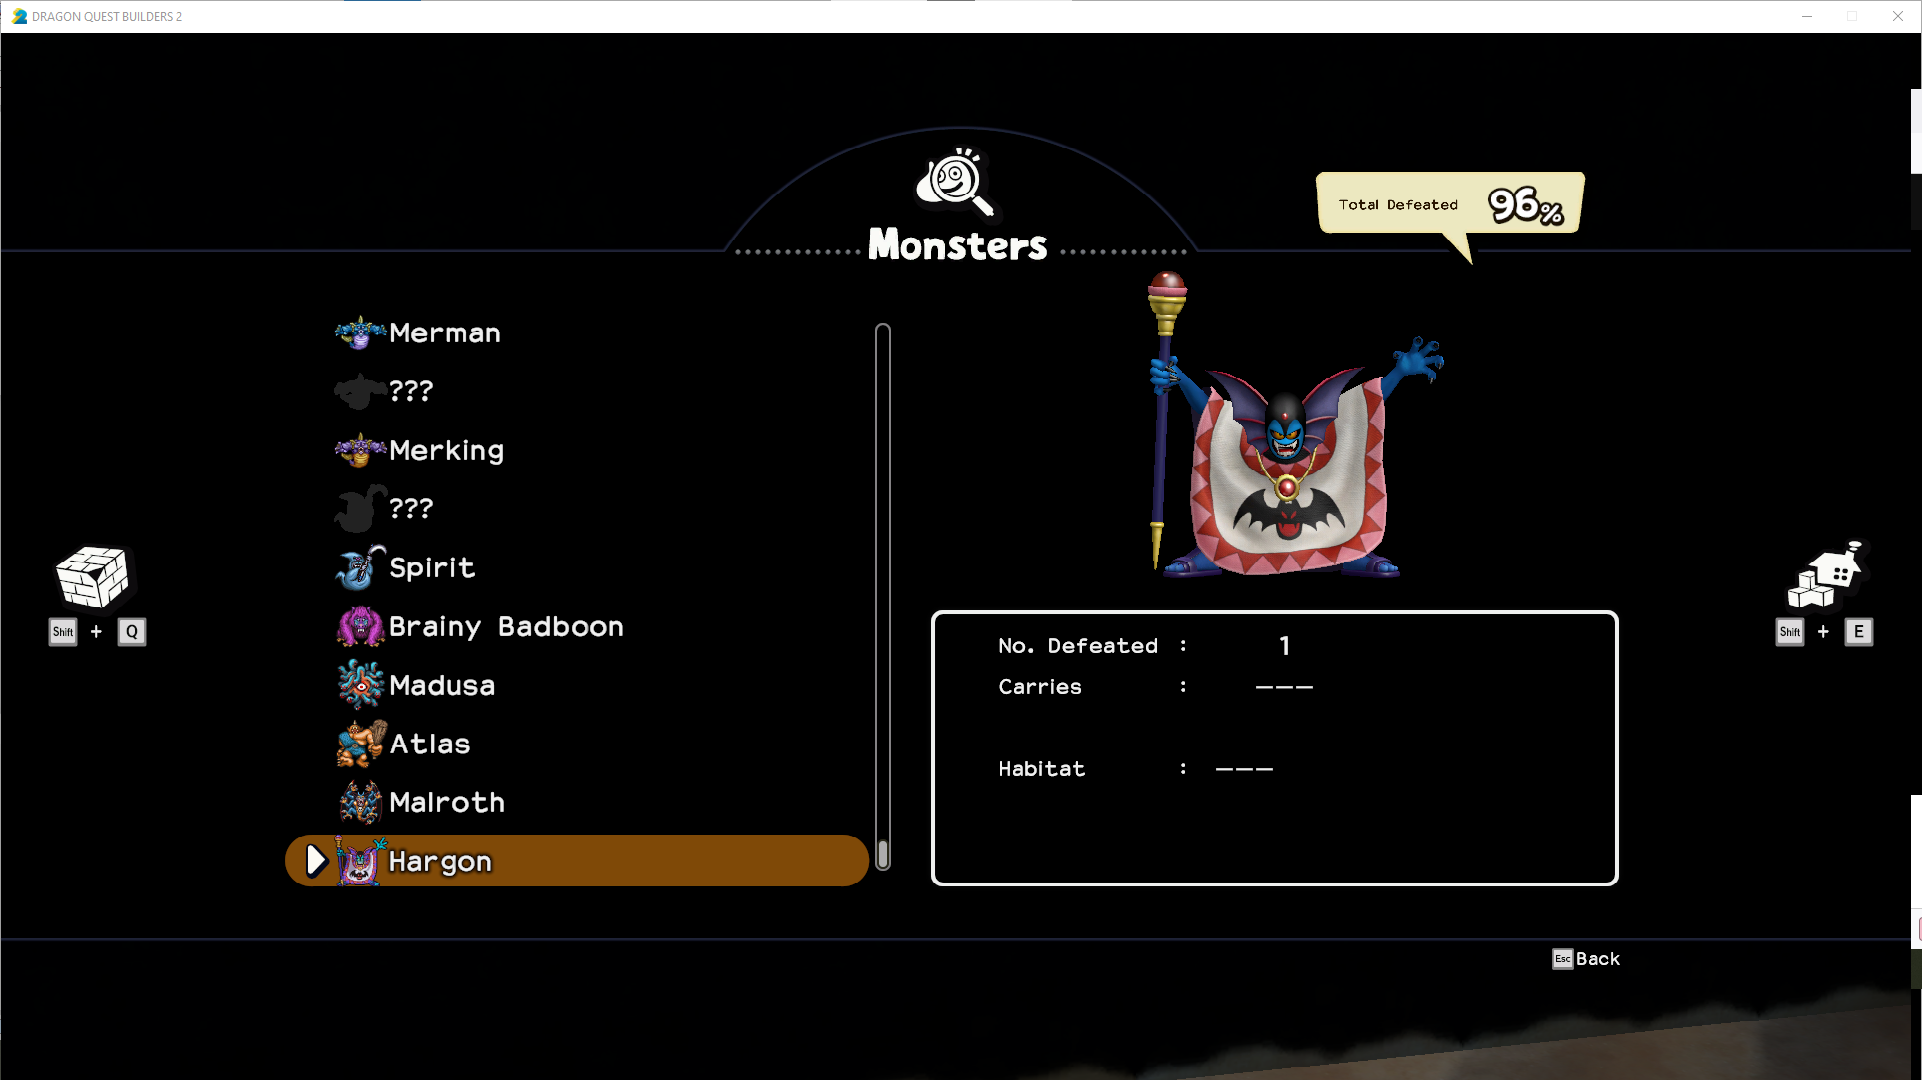 DRAGON QUEST BUILDERS 2
Total Defeated 96%
Monsters
Merman
???
Merking
???
Spirit
Brainy Badboon
Madusa
Atlas
Malroth
Hargon
No. Defeated : 1
Carries : ---
Habitat : ---
Shift + Q
Shift + E
Esc Back